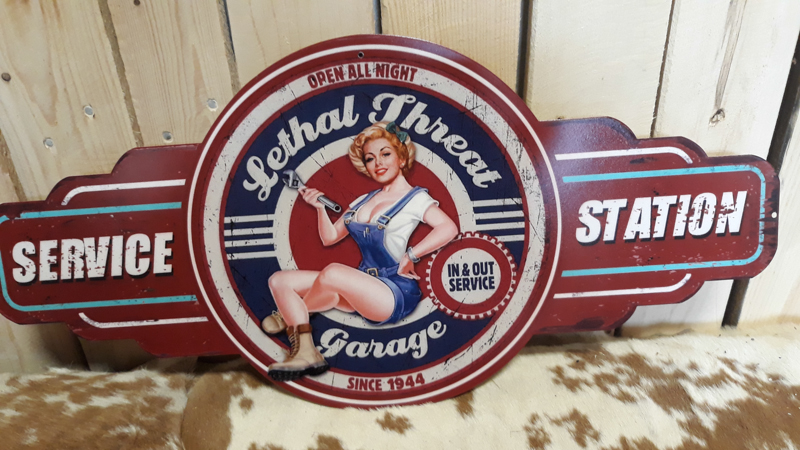 OPEN ALL NIGHT
Lethal Threat
SERVICE
STATION
IN & OUT
SERVICE
Garage
SINCE 1944